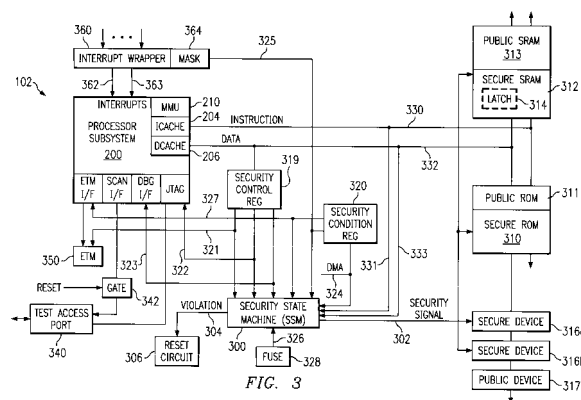 360
364
325
INTERRUPT WRAPPER
MASK
362
363
102
INTERRUPTS
MMU
210
ICACHE
204
DCACHE
206
PROCESSOR
SUBSYSTEM
200
INSTRUCTION
330
DATA
332
ETM
I/F
SCAN
I/F
DBG
I/F
JTAG
319
SECURITY
CONTROL
REG
320
SECURITY
CONDITION
REG
327
321
323
322
350
ETM
DMA
324
331
333
RESET
GATE
342
TEST ACCESS
PORT
340
VIOLATION
304
306
RESET
CIRCUIT
SECURITY STATE
MACHINE (SSM)
300
326
FUSE
328
SECURITY
SIGNAL
302
PUBLIC SRAM
313
SECURE SRAM
LATCH
314
312
PUBLIC ROM
311
SECURE ROM
310
SECURE DEVICE
316a
SECURE DEVICE
PUBLIC DEVICE
317
FIG. 3